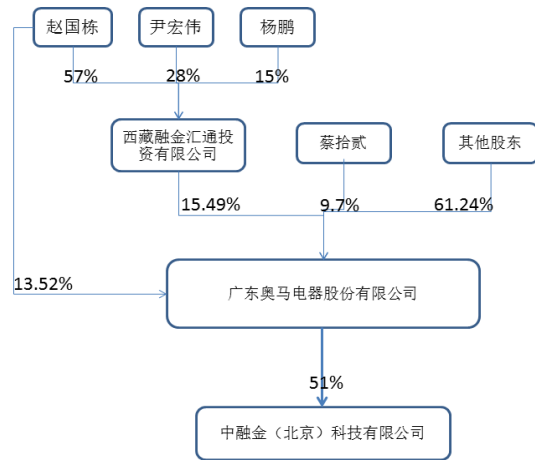 赵国栋
尹宏伟
杨鹏
57%
28%
15%
西藏融金汇通投
资有限公司
蔡拾贰
其他股东
15.49%
9.7%
61.24%
13.52%
广东奥马电器股份有限公司
51%
中融金（北京）科技有限公司